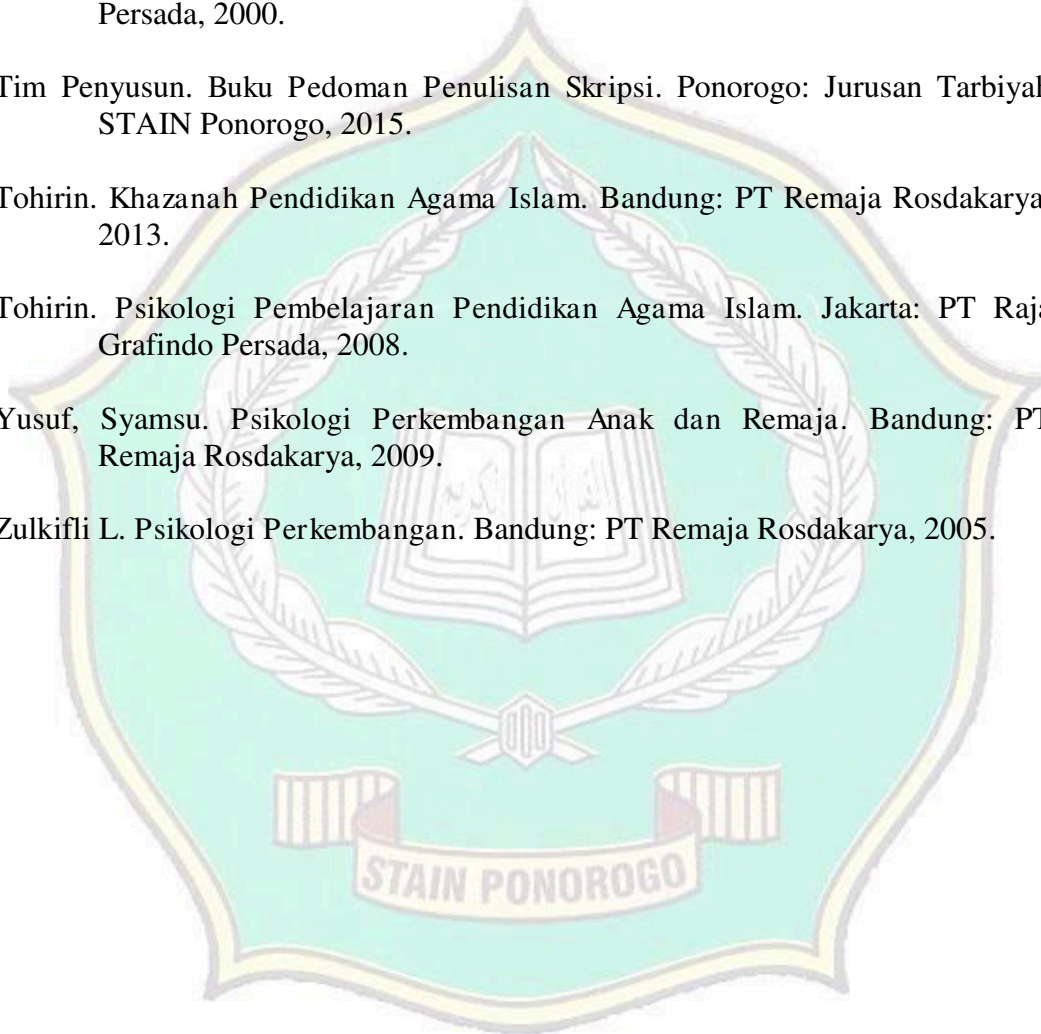 Persada, 2000.
Tim Penyusun. Buku Pedoman Penulisan Skripsi. Ponorogo: Jurusan Tarbiyah
STAIN Ponorogo, 2015.
Tohirin. Khazanah Pendidikan Agama Islam. Bandung: PT Remaja Rosdakarya
2013.
Tohirin. Psikologi Pembelajaran Pendidikan Agama Islam. Jakarta: PT Raja
Grafindo Persada, 2008.
Yusuf, Syamsu. Psikologi Perkembangan Anak dan Remaja. Bandung: PT
Remaja Rosdakarya, 2009.
Zulkifli L. Psikologi Perkembangan. Bandung: PT Remaja Rosdakarya, 2005.
STAIN PONOROGO